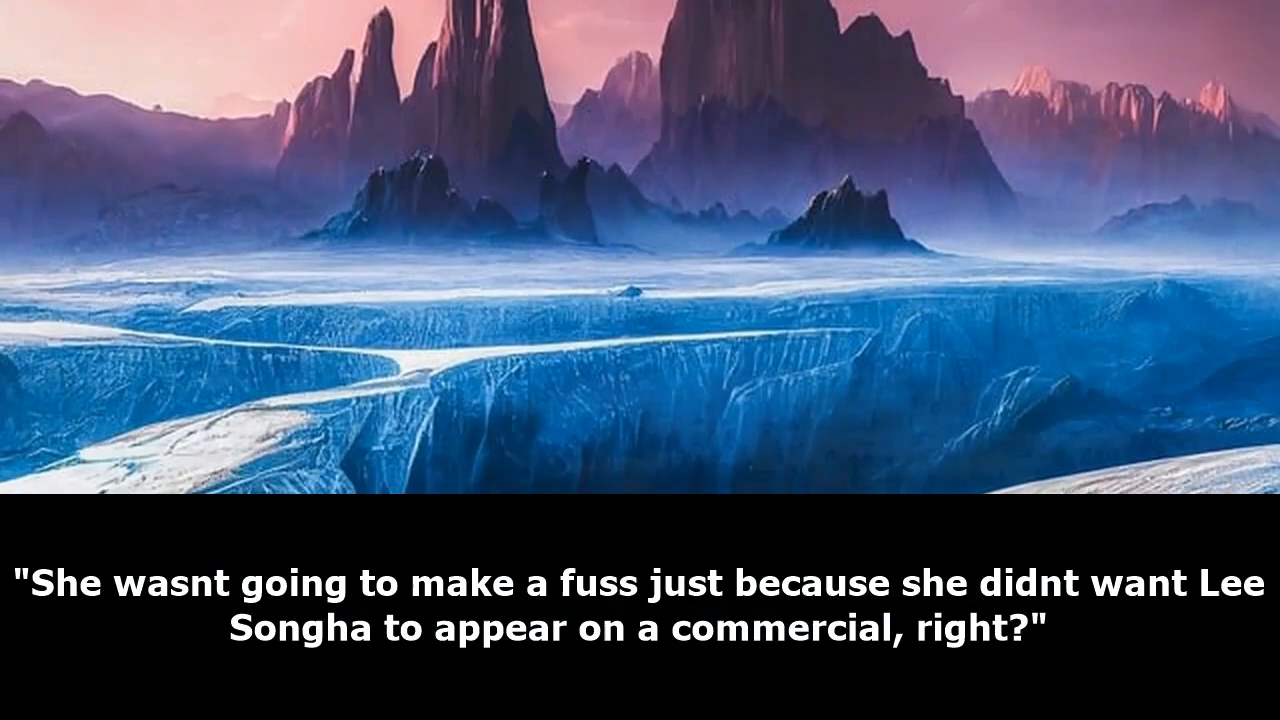 "She wasnt going to make a fuss just because she didnt want Lee
Songha to appear on a commercial, right?"